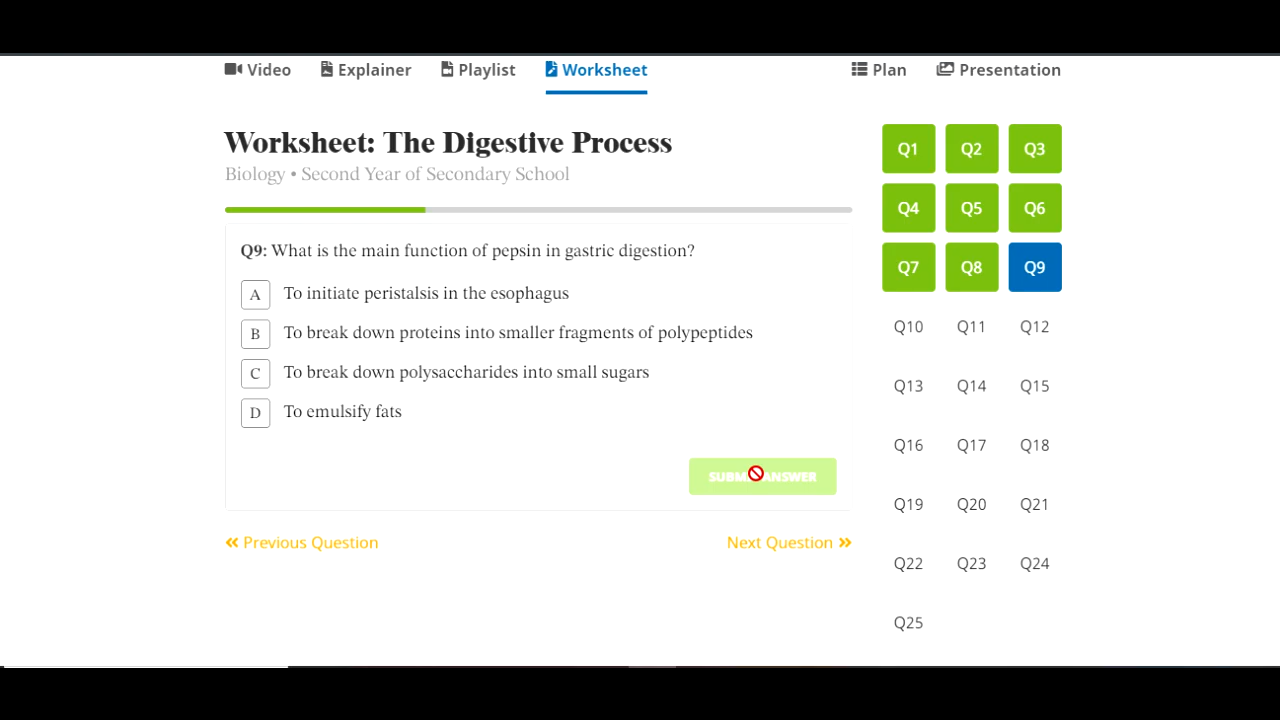 Video Explainer Playlist Worksheet Plan Presentation
Worksheet: The Digestive Process
Biology • Second Year of Secondary School
Q9: What is the main function of pepsin in gastric digestion?
A To initiate peristalsis in the esophagus
B To break down proteins into smaller fragments of polypeptides
C To break down polysaccharides into small sugars
D To emulsify fats
ANSWER
« Previous Question Next Question »
Q1 Q2 Q3
Q4 Q5 Q6
Q7 Q8 Q9
Q10 Q11 Q12
Q13 Q14 Q15
Q16 Q17 Q18
Q19 Q20 Q21
Q22 Q23 Q24
Q25